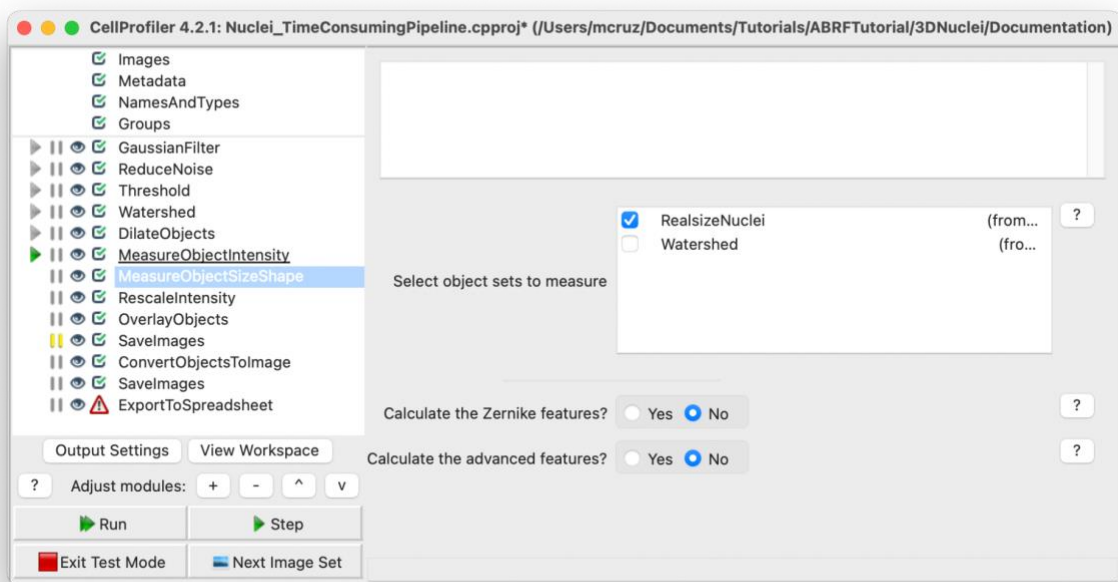 CellProfiler 4.2.1: Nuclei_TimeConsumingPipeline.cpproj* (/Users/mcruz/Documents/Tutorials/ABRFTutorial/3DNuclei/Documentation)
Images
Metadata
NamesAndTypes
Groups
GaussianFilter
ReduceNoise
Threshold
Watershed
DilateObjects
MeasureObjectIntensity
MeasureObjectSizeShape
RescaleIntensity
OverlayObjects
SaveImages
ConvertObjectsToImage
SaveImages
ExportToSpreadsheet
Output Settings View Workspace
? Adjust modules: + - ^ v
Run Step
Exit Test Mode Next Image Set
Select object sets to measure
RealsizeNuclei (from... ?
Watershed (fro...
Calculate the Zernike features? Yes No ?
Calculate the advanced features? Yes No ?